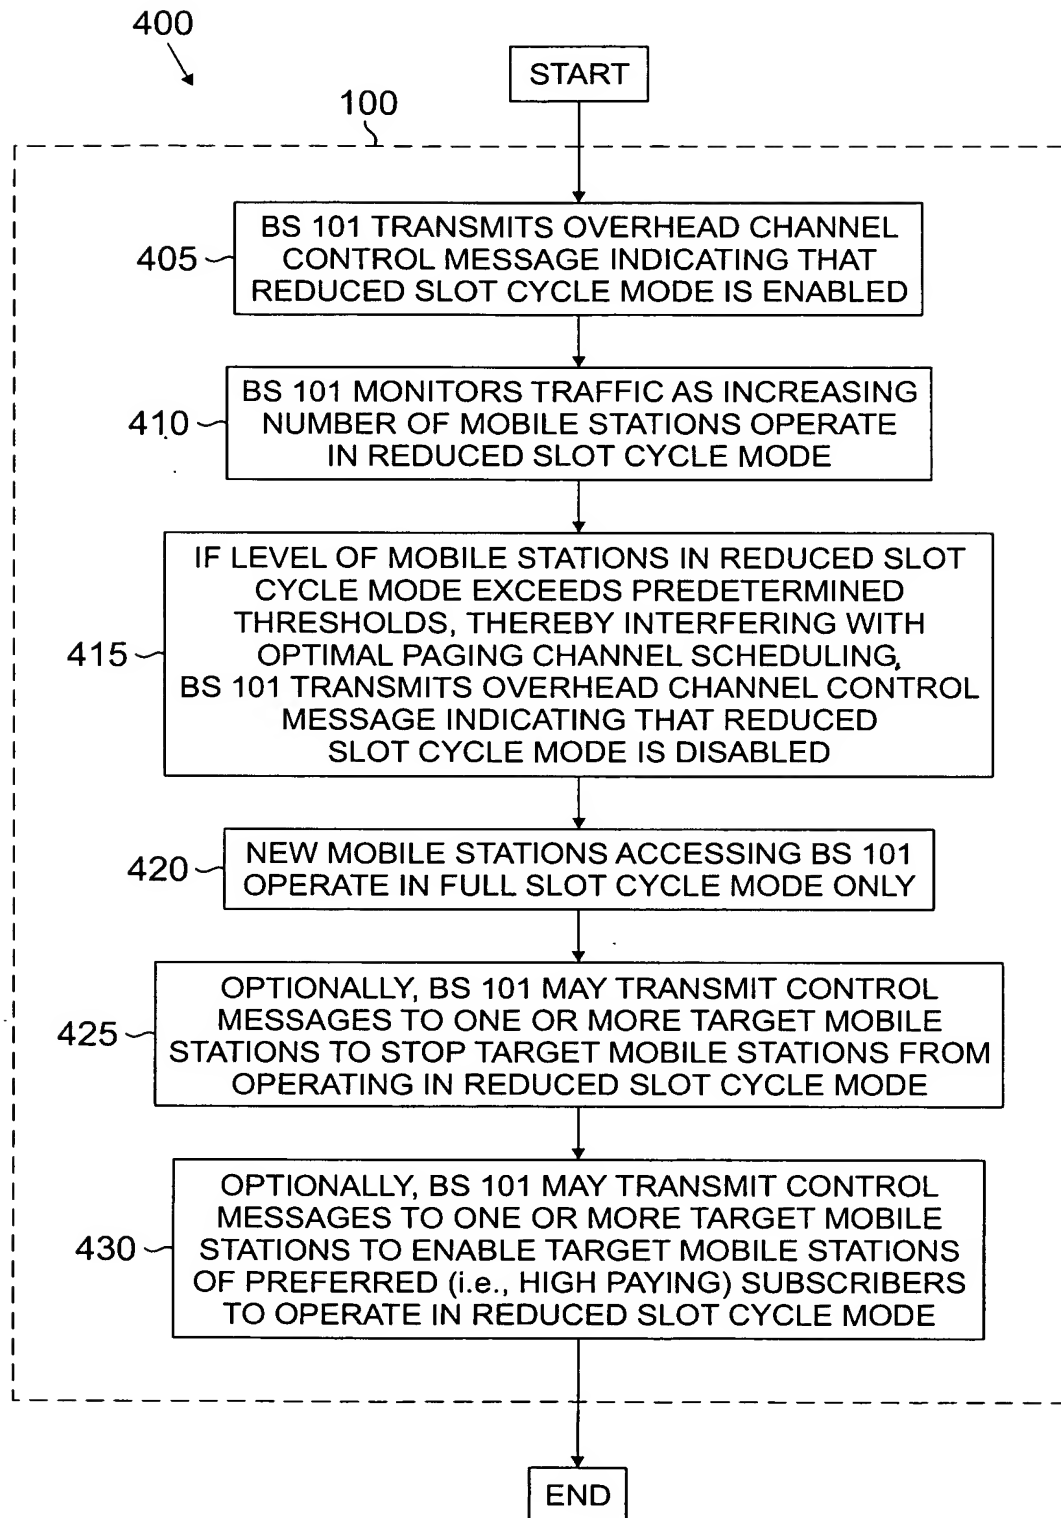 400
START
100
405
BS 101 TRANSMITS OVERHEAD CHANNEL
CONTROL MESSAGE INDICATING THAT
REDUCED SLOT CYCLE MODE IS ENABLED
410
BS 101 MONITORS TRAFFIC AS INCREASING
NUMBER OF MOBILE STATIONS OPERATE
IN REDUCED SLOT CYCLE MODE
415
IF LEVEL OF MOBILE STATIONS IN REDUCED SLOT
CYCLE MODE EXCEEDS PREDETERMINED
THRESHOLDS, THEREBY INTERFERING WITH
OPTIMAL PAGING CHANNEL SCHEDULING,
BS 101 TRANSMITS OVERHEAD CHANNEL CONTROL
MESSAGE INDICATING THAT REDUCED
SLOT CYCLE MODE IS DISABLED
420
NEW MOBILE STATIONS ACCESSING BS 101
OPERATE IN FULL SLOT CYCLE MODE ONLY
425
OPTIONALLY, BS 101 MAY TRANSMIT CONTROL
MESSAGES TO ONE OR MORE TARGET MOBILE
STATIONS TO STOP TARGET MOBILE STATIONS FROM
OPERATING IN REDUCED SLOT CYCLE MODE
430
OPTIONALLY, BS 101 MAY TRANSMIT CONTROL
MESSAGES TO ONE OR MORE TARGET MOBILE
STATIONS TO ENABLE TARGET MOBILE STATIONS
OF PREFERRED (i.e., HIGH PAYING) SUBSCRIBERS
TO OPERATE IN REDUCED SLOT CYCLE MODE
END